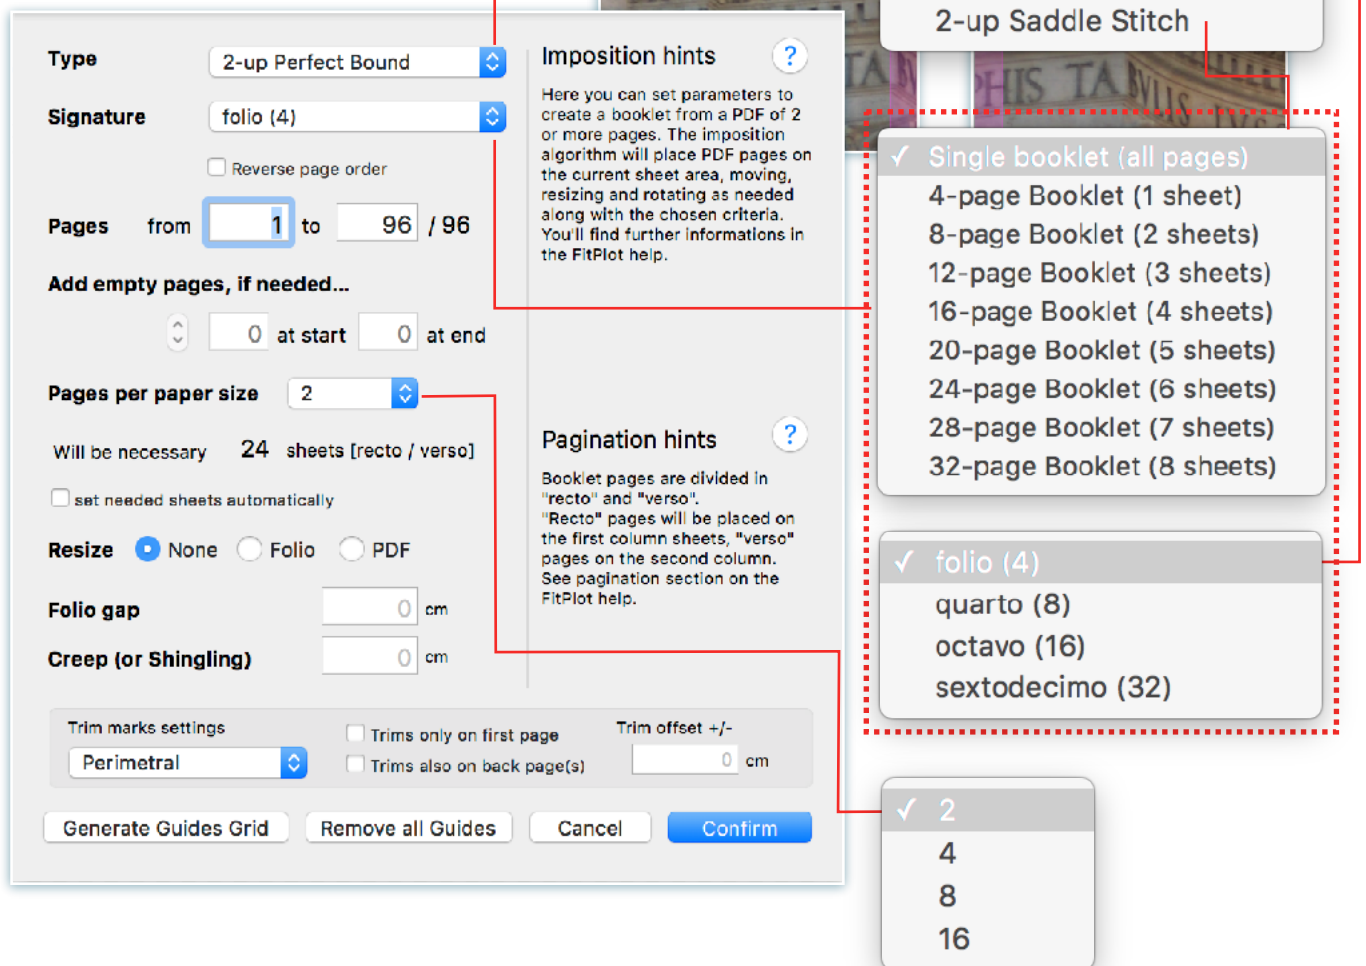 Type
2-up Perfect Bound
Signature
folio (4)
Reverse page order
Pages from 1 to 96 / 96
Add empty pages, if needed...
0 at start 0 at end
Pages per paper size 2
Will be necessary 24 sheets [recto / verso]
set needed sheets automatically
Resize None Folio PDF
Folio gap 0 cm
Creep (or Shingling) 0 cm
Trim marks settings
Perimetral
Trims only on first page
Trims also on back page(s)
Trim offset +/-
0 cm
Generate Guides Grid
Remove all Guides
Cancel
Confirm
Imposition hints ?
Here you can set parameters to
create a booklet from a PDF of 2
or more pages. The imposition
algorithm will place PDF pages on
the current sheet area, moving,
resizing and rotating as needed
along with the chosen criteria.
You'll find further informations in
the FitPlot help.
Pagination hints ?
Booklet pages are divided in
"recto" and "verso".
"Recto" pages will be placed on
the first column sheets, "verso"
pages on the second column.
See pagination section on the
FitPlot help.
2-up Saddle Stitch
PHIS TABVLIS
✓ Single booklet (all pages)
4-page Booklet (1 sheet)
8-page Booklet (2 sheets)
12-page Booklet (3 sheets)
16-page Booklet (4 sheets)
20-page Booklet (5 sheets)
24-page Booklet (6 sheets)
28-page Booklet (7 sheets)
32-page Booklet (8 sheets)
✓ folio (4)
quarto (8)
octavo (16)
sextodecimo (32)
✓ 2
4
8
16